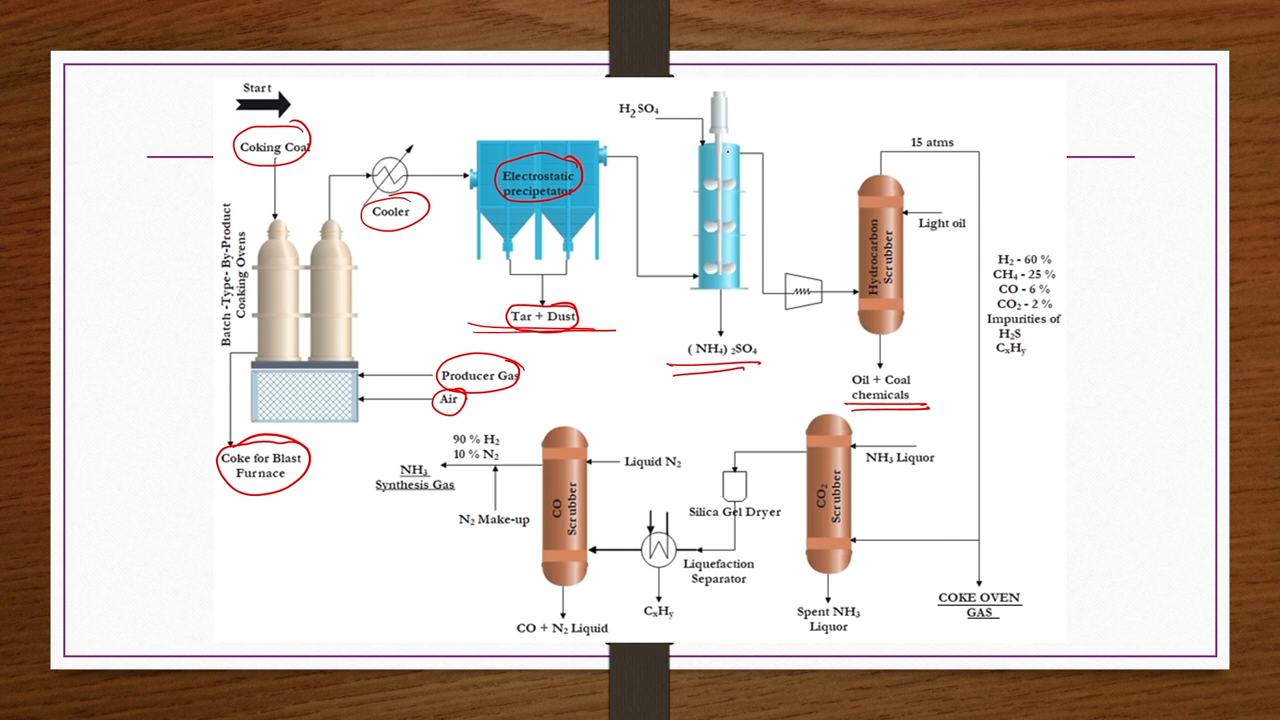 Start
Coking Coal
Batch -Type- By-Product
Coaking Ovens
Cooler
Electrostatic
precipetator
Tar + Dust
Producer Gas
Air
Coke for Blast
Furnace
H2SO4
( NH4) 2SO4
15 atms
Light oil
Hydrocarbon
Scrubber
Oil + Coal
chemicals
H2 - 60 %
CH4 - 25 %
CO - 6 %
CO2 - 2 %
Impurities of
H2S
CxHy
COKE OVEN
GAS
NH3 Liquor
CO2
Scrubber
Spent NH3
Liquor
Silica Gel Dryer
Liquefaction
Separator
CxHy
Liquid N2
CO
Scrubber
CO + N2 Liquid
90 % H2
10 % N2
NH3
Synthesis Gas
N2 Make-up